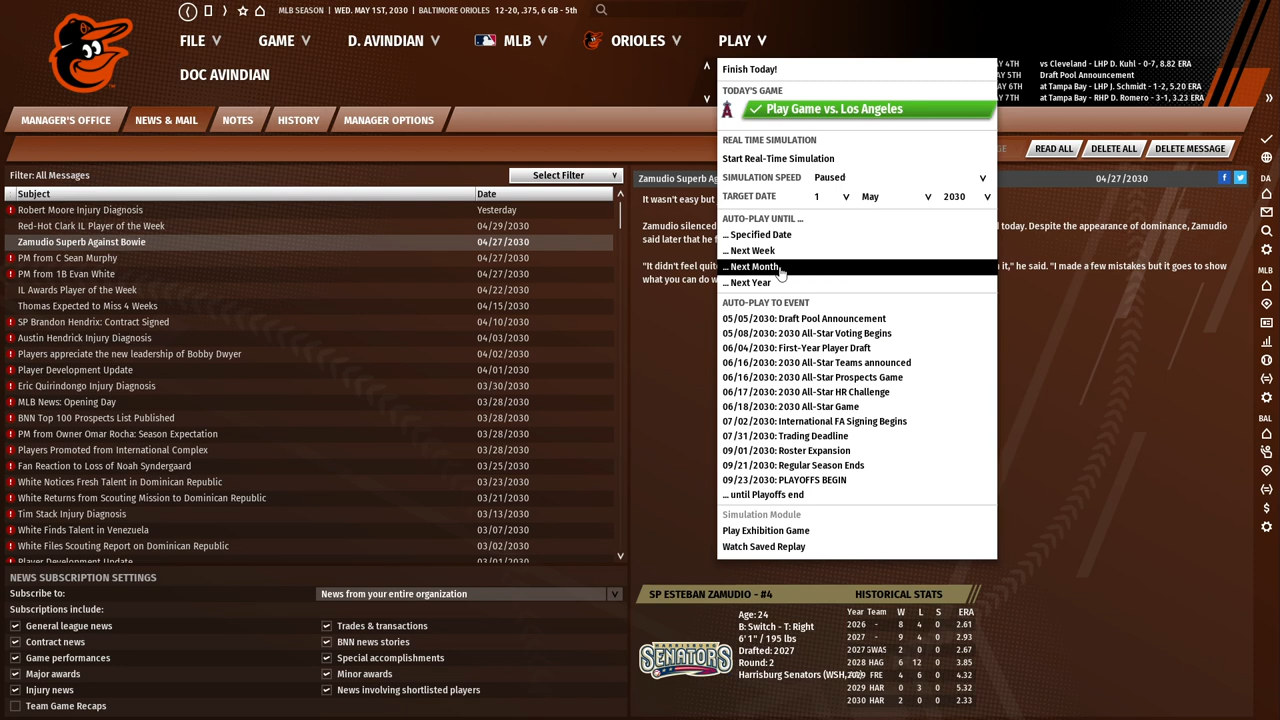 MLB SEASON | WED. MAY 1ST, 2030 | BALTIMORE ORIOLES 12-20, .375, 6 GB - 5th
FILE GAME D. AVINDIAN MLB ORIOLES PLAY
DOC AVINDIAN
MANAGER'S OFFICE NEWS & MAIL NOTES HISTORY MANAGER OPTIONS
Y 4TH vs Cleveland - LHP D. Kuhl - 0-7, 8.82 ERA
Y 5TH Draft Pool Announcement
Y 6TH at Tampa Bay - LHP J. Schmidt - 1-2, 5.20 ERA
Y 7TH at Tampa Bay - RHP D. Romero - 3-1, 3.23 ERA
GE READ ALL DELETE ALL DELETE MESSAGE
Filter: All Messages Select Filter
Subject Date
Robert Moore Injury Diagnosis Yesterday
Red-Hot Clark IL Player of the Week 04/29/2030
Zamudio Superb Against Bowie 04/27/2030
PM from C Sean Murphy 04/27/2030
PM from 1B Evan White 04/27/2030
IL Awards Player of the Week 04/22/2030
Thomas Expected to Miss 4 Weeks 04/15/2030
SP Brandon Hendrix: Contract Signed 04/10/2030
Austin Hendrick Injury Diagnosis 04/03/2030
Players appreciate the new leadership of Bobby Dwyer 04/02/2030
Player Development Update 04/01/2030
Eric Quirindongo Injury Diagnosis 03/30/2030
MLB News: Opening Day 03/28/2030
BNN Top 100 Prospects List Published 03/28/2030
PM from Owner Omar Rocha: Season Expectation 03/28/2030
Players Promoted from International Complex 03/28/2030
Fan Reaction to Loss of Noah Syndergaard 03/25/2030
White Notices Fresh Talent in Dominican Republic 03/23/2030
White Returns from Scouting Mission to Dominican Republic 03/21/2030
Tim Stack Injury Diagnosis 03/13/2030
White Finds Talent in Venezuela 03/07/2030
White Files Scouting Report on Dominican Republic 03/02/2030
Player Development Update 03/01/2030
NEWS SUBSCRIPTION SETTINGS
Subscribe to: News from your entire organization
Subscriptions include:
General league news Trades & transactions
Contract news BNN news stories
Game performances Special accomplishments
Major awards Minor awards
Injury news News involving shortlisted players
Team Game Recaps
Zamudio Superb Ag 04/27/2030
It wasn't easy but
Zamudio silenced today. Despite the appearance of dominance, Zamudio
said later that he f
"It didn't feel quit it," he said. "I made a few mistakes but it goes to show
what you can do w
Finish Today!
TODAY'S GAME
Play Game vs. Los Angeles
REAL TIME SIMULATION
Start Real-Time Simulation
SIMULATION SPEED Paused
TARGET DATE 1 May 2030
AUTO-PLAY UNTIL ...
... Specified Date
... Next Week
... Next Month
... Next Year
AUTO-PLAY TO EVENT
05/05/2030: Draft Pool Announcement
05/08/2030: 2030 All-Star Voting Begins
06/04/2030: First-Year Player Draft
06/16/2030: 2030 All-Star Teams announced
06/16/2030: 2030 All-Star Prospects Game
06/17/2030: 2030 All-Star HR Challenge
06/18/2030: 2030 All-Star Game
07/02/2030: International FA Signing Begins
07/31/2030: Trading Deadline
09/01/2030: Roster Expansion
09/21/2030: Regular Season Ends
09/23/2030: PLAYOFFS BEGIN
... until Playoffs end
Simulation Module
Play Exhibition Game
Watch Saved Replay
SP ESTEBAN ZAMUDIO - #4 HISTORICAL STATS
SENATORS
Age: 24
B: Switch - T: Right
6' 1" / 195 lbs
Drafted: 2027
Round: 2
Harrisburg Senators (WSH,
Year Team W L S ERA
2026 - 8 4 0 2.61
2027 - 9 4 0 2.93
2027 GWAS 2 0 0 2.67
2028 HAG 6 12 0 3.85
2029 FRE 4 6 0 4.32
2029 HAR 0 3 0 5.32
2030 HAR 2 0 0 2.33
DA
MLB
BAL